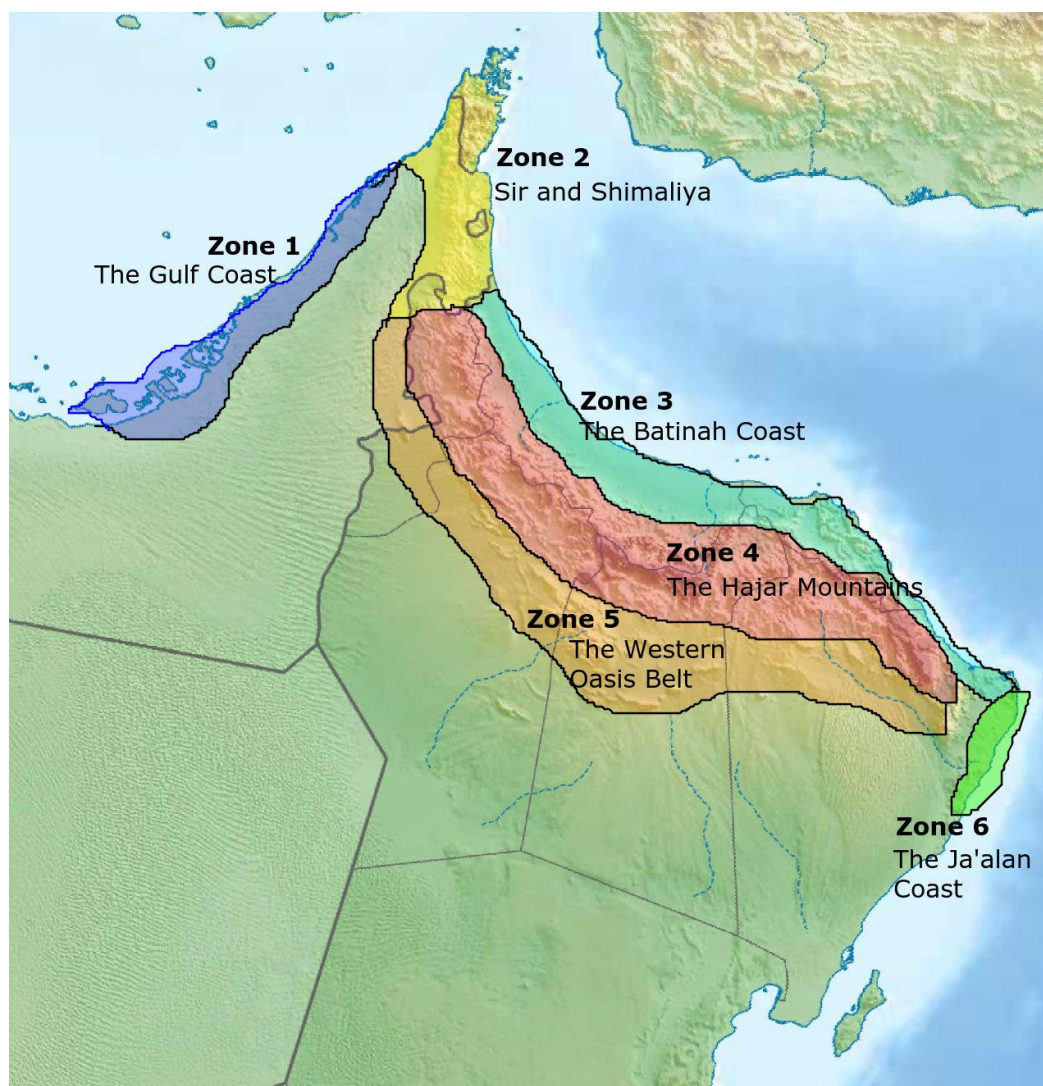 Zone 2
Sir and Shimaliya
Zone 1
The Gulf Coast
Zone 3
The Batinah Coast
Zone 4
The Hajar Mountains
Zone 5
The Western
Oasis Belt
Zone 6
The Ja'alan
Coast